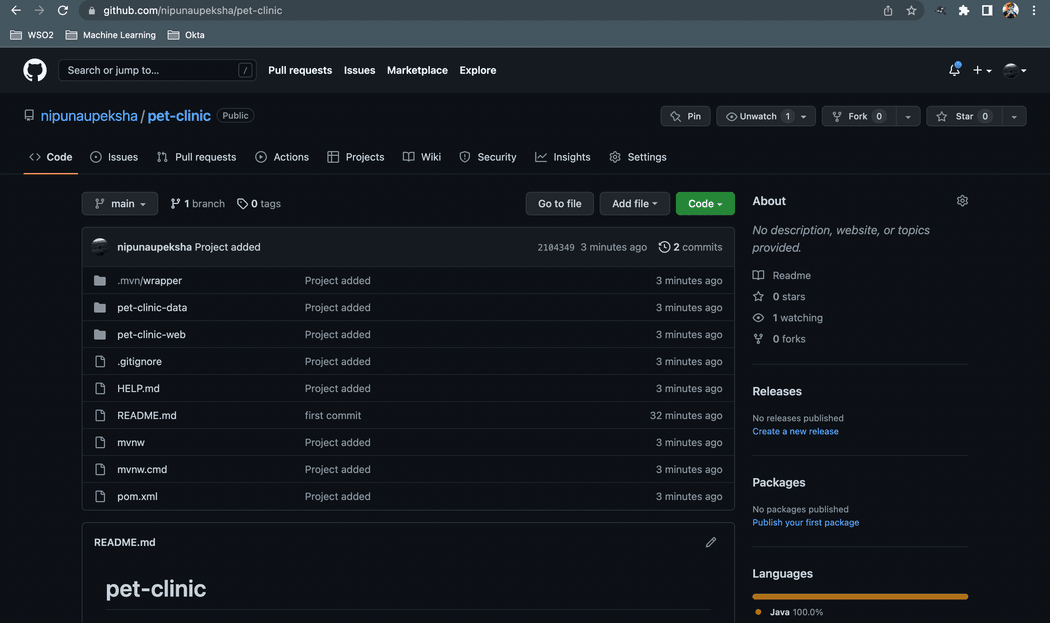 github.com/nipunaupeksha/pet-clinic
WSO2 Machine Learning Okta
Search or jump to... / Pull requests Issues Marketplace Explore
nipunaupeksha / pet-clinic Public Pin Unwatch 1 Fork 0 Star 0
Code Issues Pull requests Actions Projects Wiki Security Insights Settings
main 1 branch 0 tags Go to file Add file Code
nipunaupeksha Project added 2104349 3 minutes ago 2 commits
.mvn/wrapper Project added 3 minutes ago
pet-clinic-data Project added 3 minutes ago
pet-clinic-web Project added 3 minutes ago
.gitignore Project added 3 minutes ago
HELP.md Project added 3 minutes ago
README.md first commit 32 minutes ago
mvnw Project added 3 minutes ago
mvnw.cmd Project added 3 minutes ago
pom.xml Project added 3 minutes ago
README.md
pet-clinic
About
No description, website, or topics
provided.
Readme
0 stars
1 watching
0 forks
Releases
No releases published
Create a new release
Packages
No packages published
Publish your first package
Languages
Java 100.0%